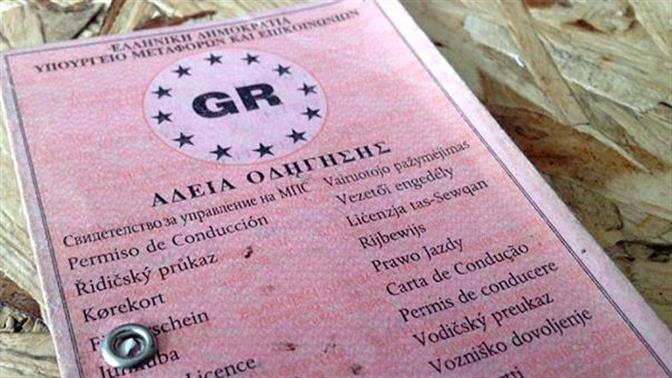 ΕΛΛΗΝΙΚΗ ΔΗΜΟΚΡΑΤΙΑ
ΥΠΟΥΡΓΕΙΟ ΜΕΤΑΦΟΡΩΝ ΚΑΙ ΕΠΙΚΟΙΝΩΝΙΩΝ
GR
ΑΔΕΙΑ ΟΔΗΓΗΣΗΣ
Свидетелство за управление на МПС
Permiso de Conducción
Řidičský průkaz
Kørekort
schein
Licence
Vairuotojo pažymėjimas
Vezetői engedély
Liċenzja tas-Sewqan
Rijbewijs
Prawo Jazdy
Carta de Condução
Permis de conducere
Vodičský preukaz
Vozniško dovoljenje